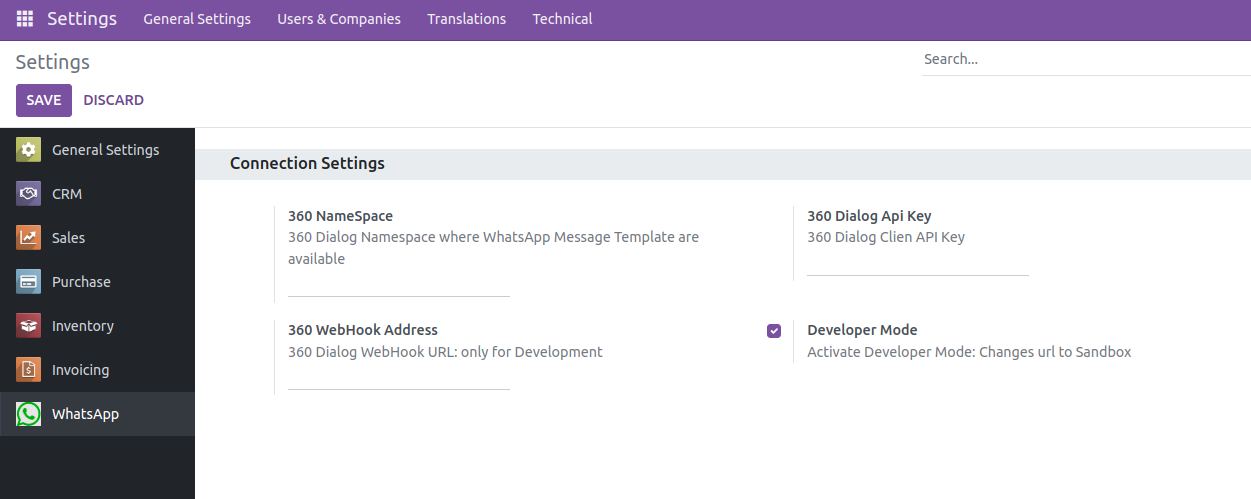 Settings General Settings Users & Companies Translations Technical
Settings
Search...
SAVE DISCARD
General Settings
CRM
Sales
Purchase
Inventory
Invoicing
WhatsApp
Connection Settings
360 NameSpace
360 Dialog Namespace where WhatsApp Message Template are
available
360 Dialog Api Key
360 Dialog Clien API Key
360 WebHook Address
360 Dialog WebHook URL: only for Development
Developer Mode
Activate Developer Mode: Changes url to Sandbox